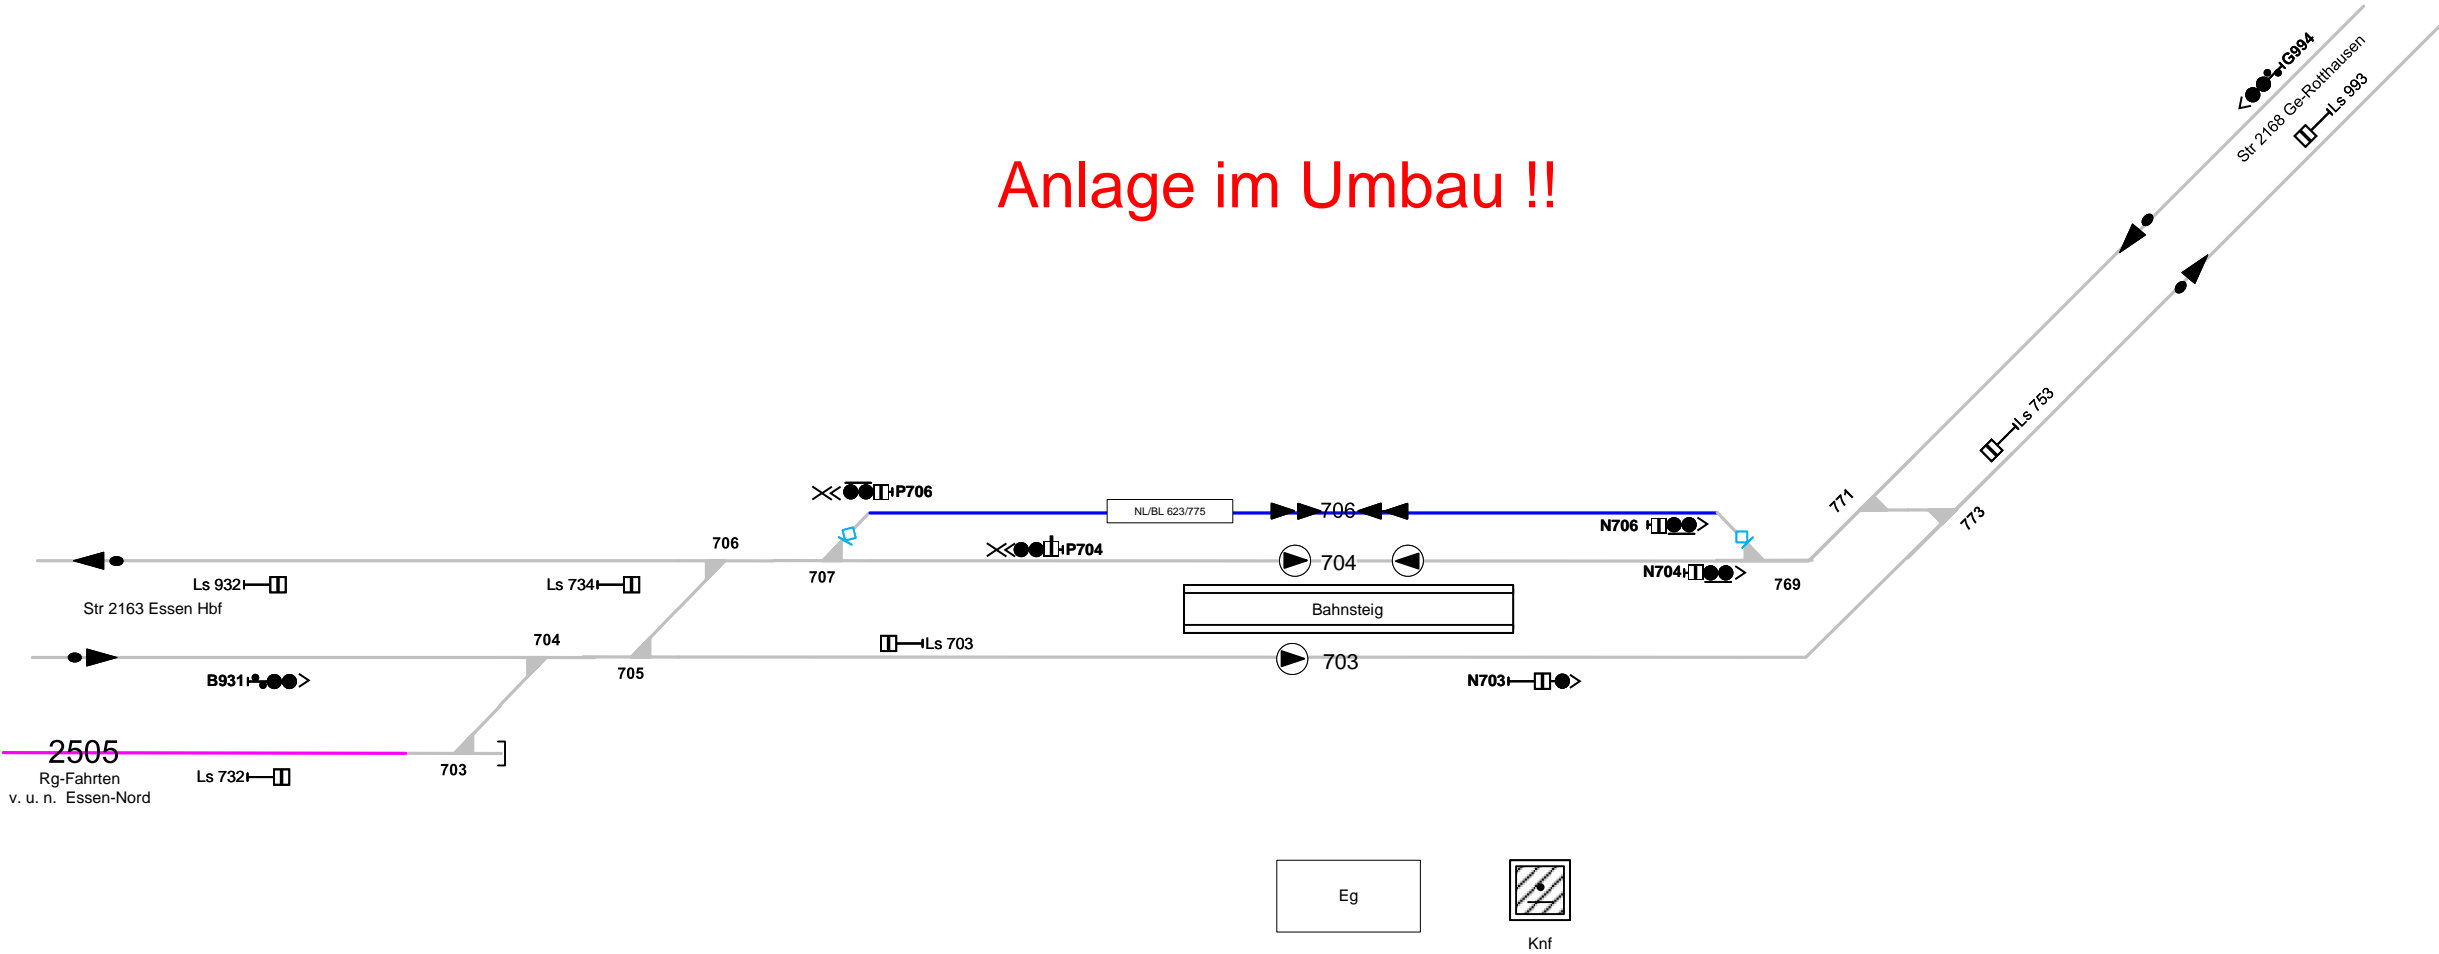 G994
Str 2168 Ge-Rotthausen
Ls 993
Anlage im Umbau !!
Ls 753
771
773
P706
NL/BL 623/775
706
N706
706
P704
704
N704
769
707
Ls 932
Ls 734
Str 2163 Essen Hbf
Bahnsteig
704
705
Ls 703
703
B931
N703
2505
Rg-Fahrten
v. u. n. Essen-Nord
Ls 732
703
Eg
Knf